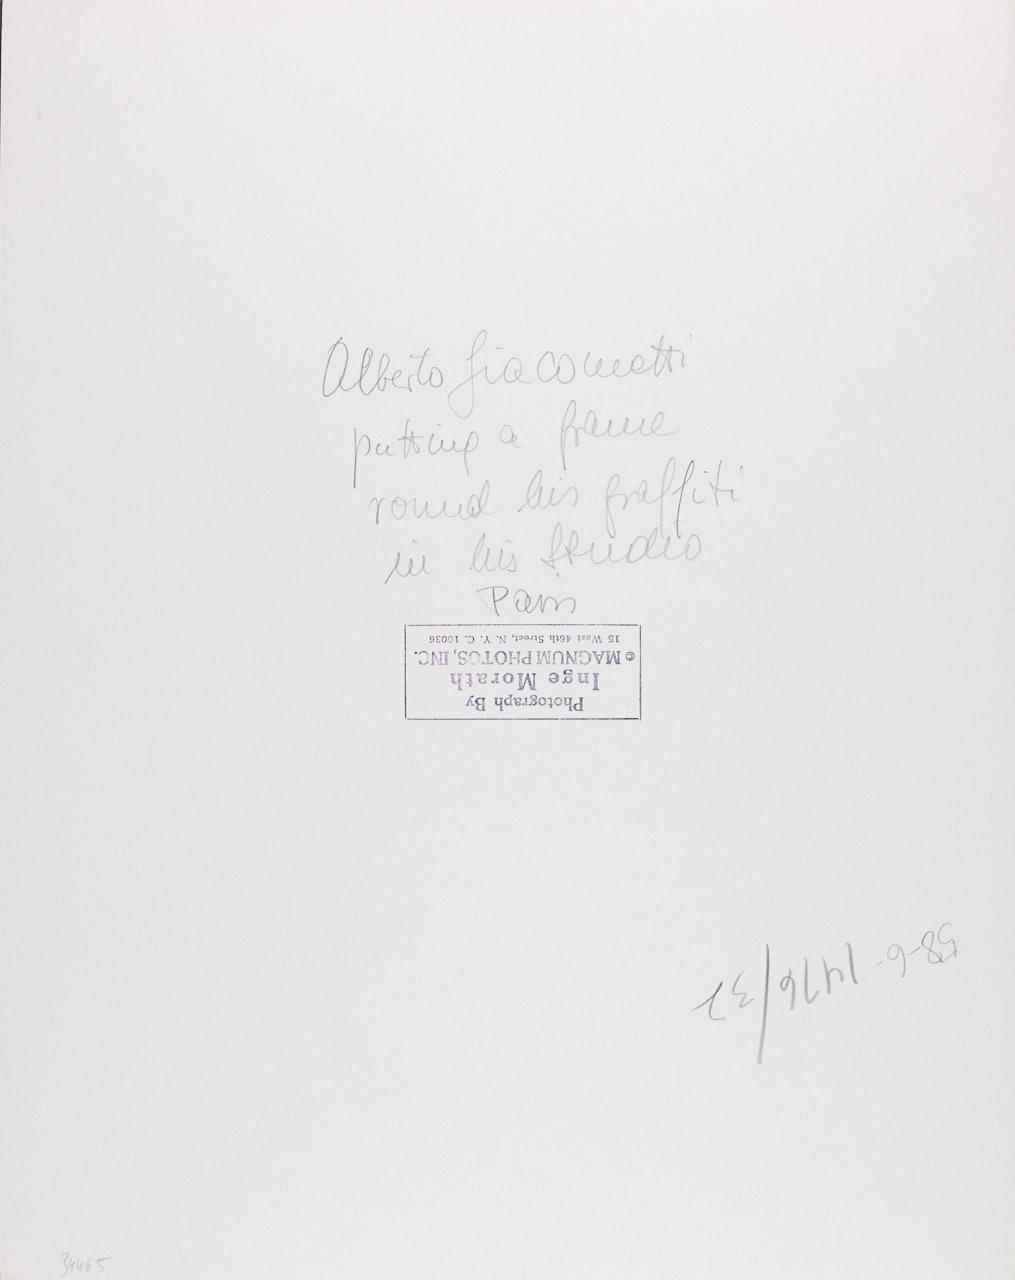 Alberto Giacometti
putting a frame
round his graffiti
in his Studio
Paris
Photograph By
Inge Morath
© MAGNUM PHOTOS, INC.
15 West 46th Street, N. Y. C. 10036
58-6-1476/37
34465